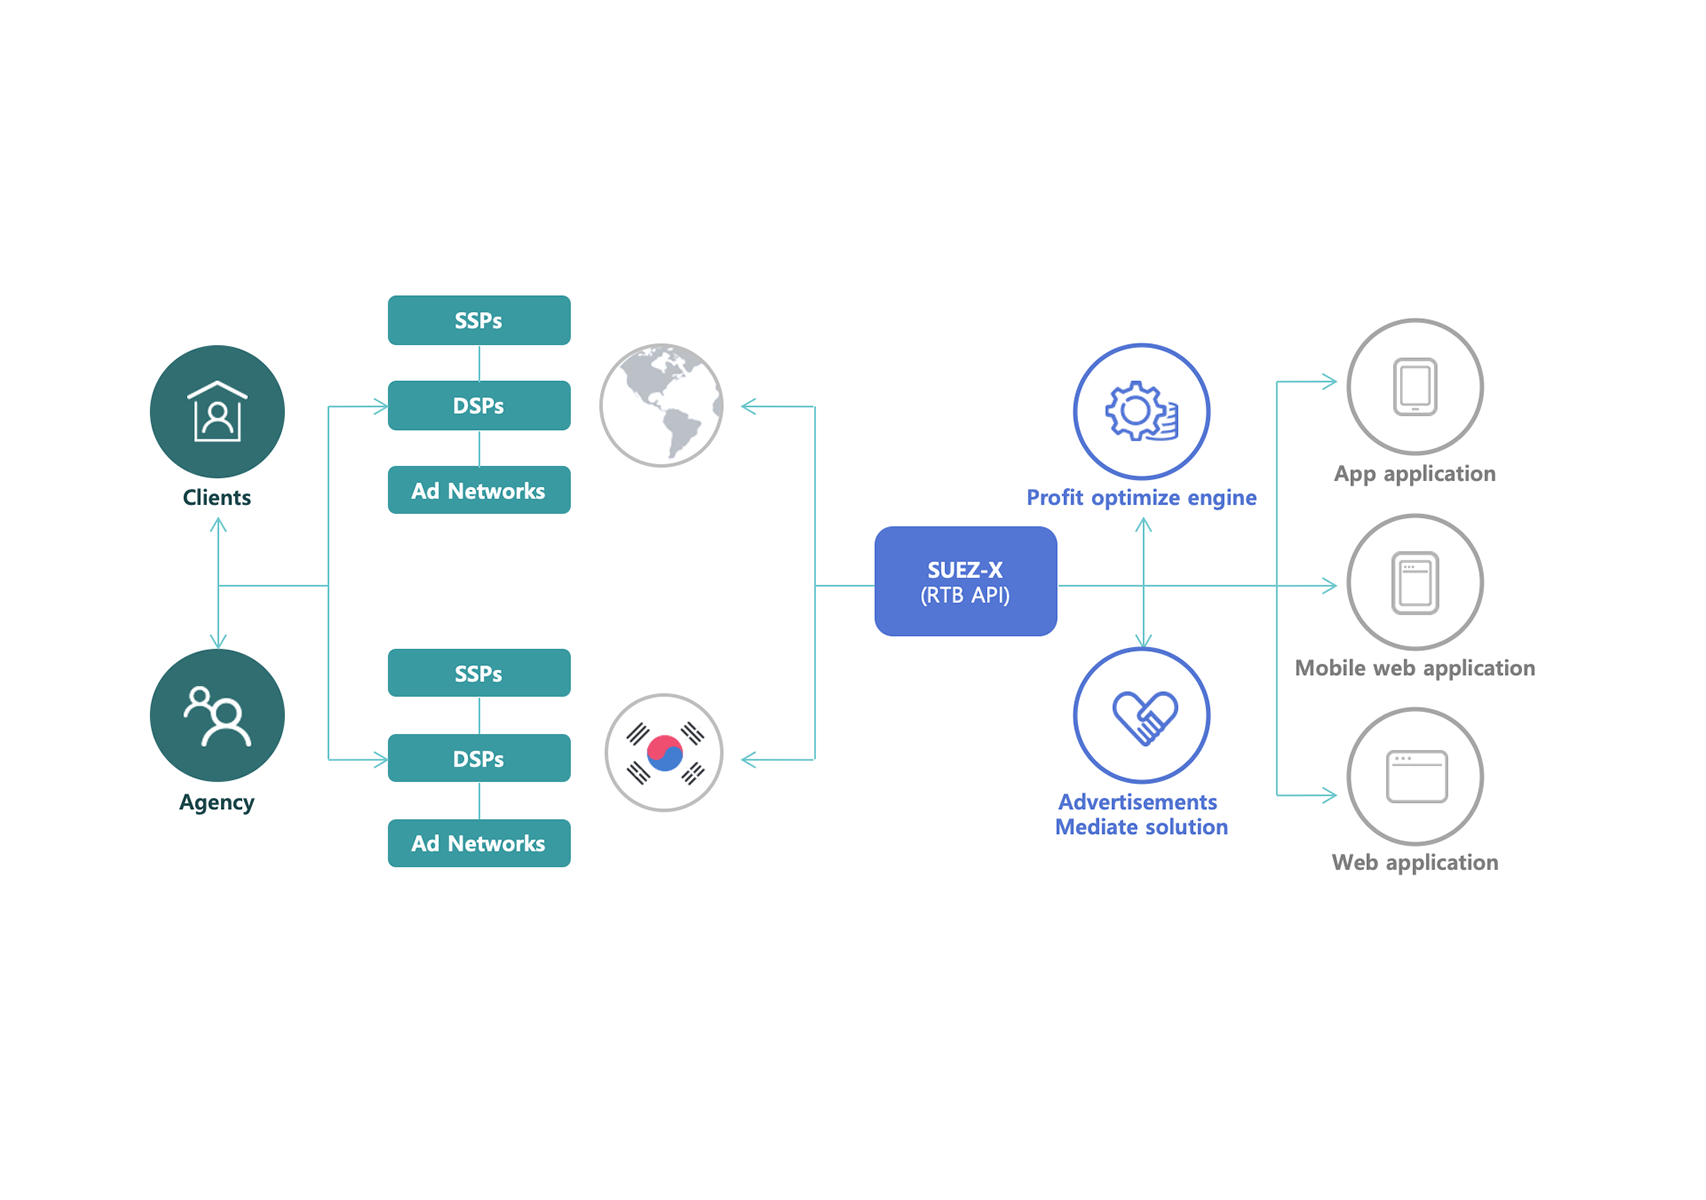 SSPs
DSPs
Ad Networks
Clients
Agency
SSPs
DSPs
Ad Networks
SUEZ-X
(RTB API)
Profit optimize engine
Advertisements
Mediate solution
App application
Mobile web application
Web application